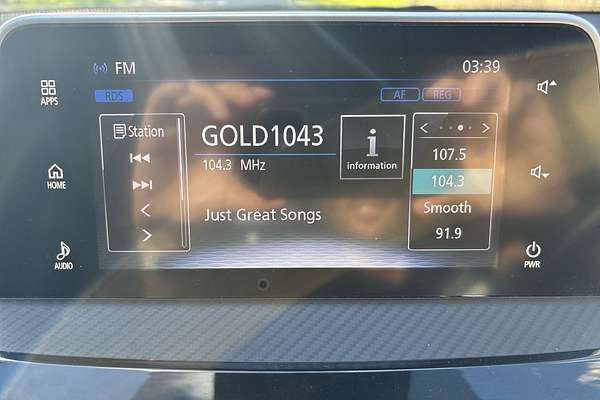 FM 03:39
RDS AF REG
APPS
Station
GOLD1043
104.3 MHz
information
Just Great Songs
107.5
104.3
Smooth
91.9
HOME
AUDIO
PWR